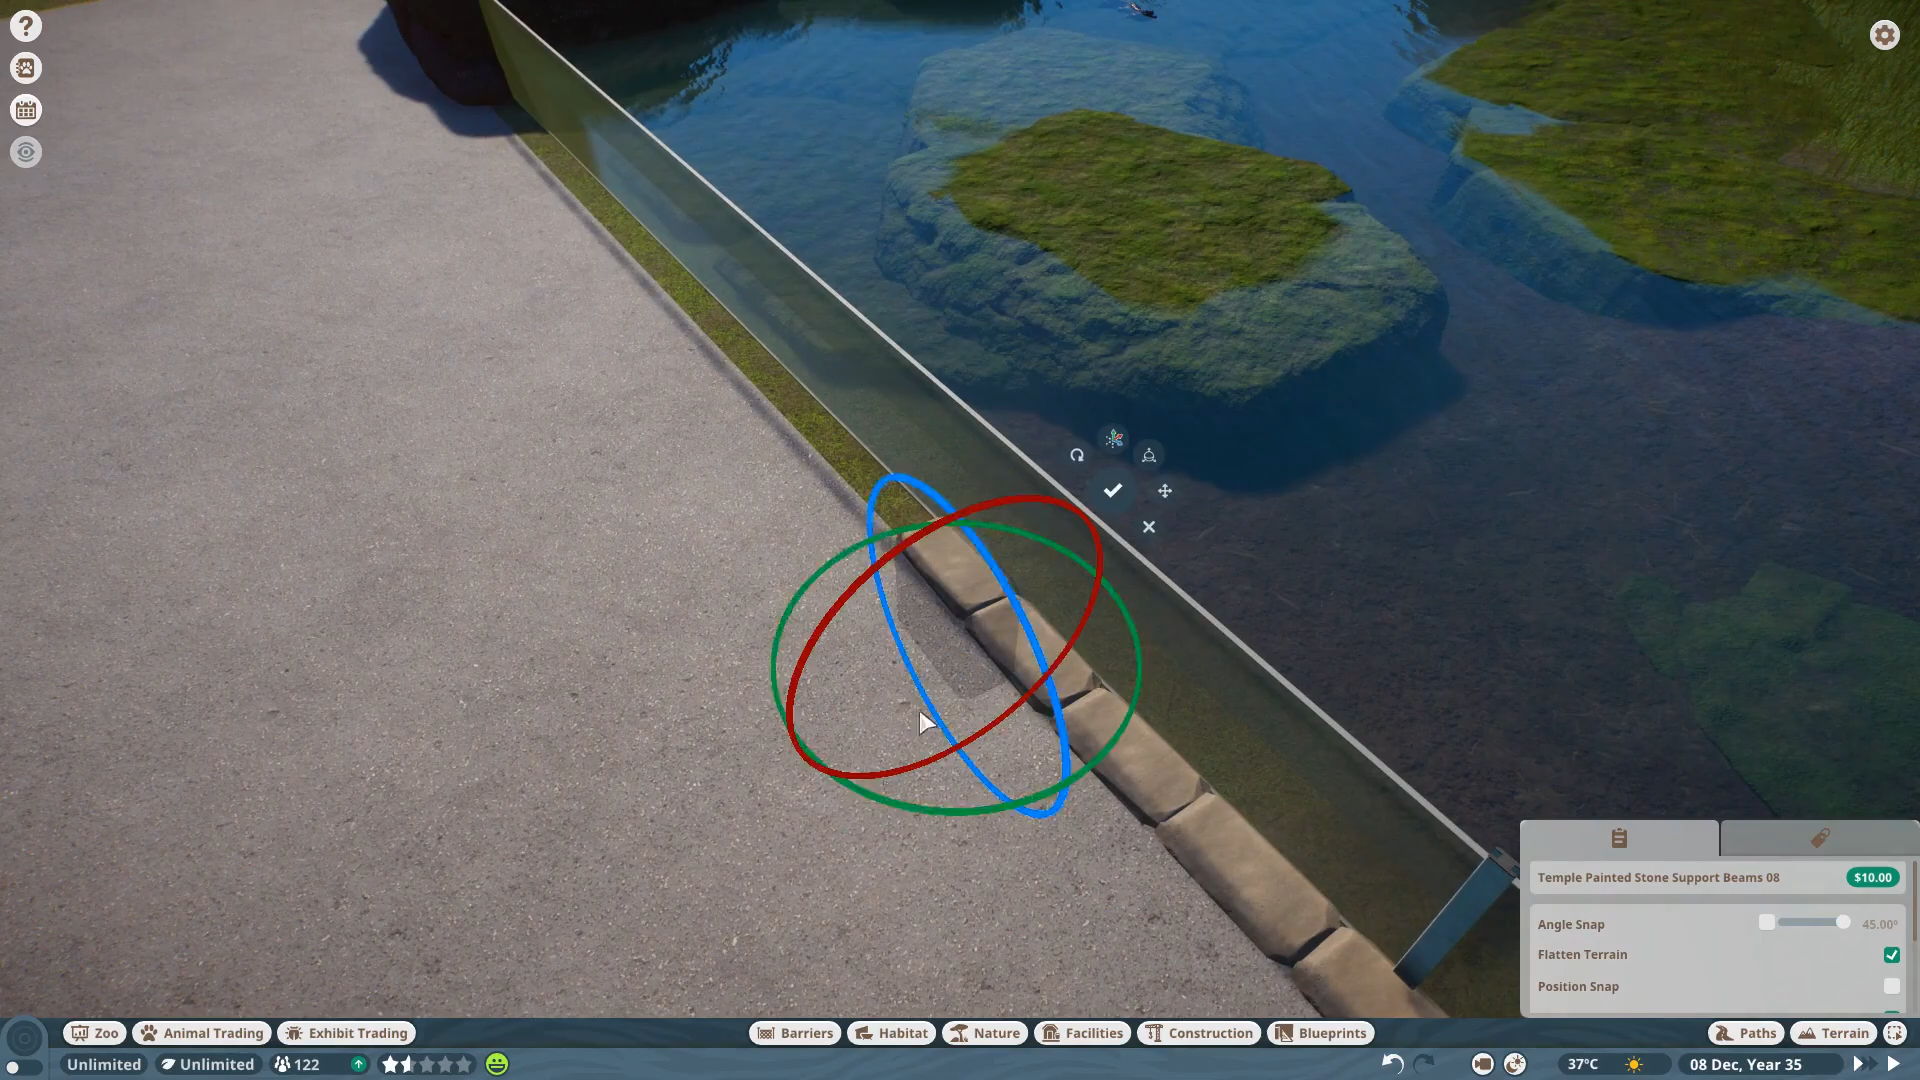 ?
Temple Painted Stone Support Beams 08 $10.00
Angle Snap 45.00°
Flatten Terrain
Position Snap
Zoo Animal Trading Exhibit Trading Barriers Habitat Nature Facilities Construction Blueprints Paths Terrain
Unlimited Unlimited 122 37°C 08 Dec, Year 35